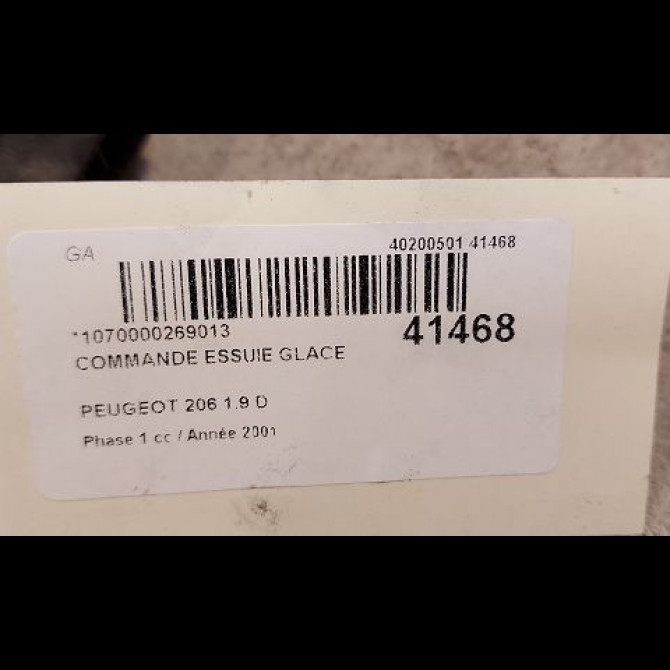 GA
40200501 41468
*1070000269013
41468
COMMANDE ESSUIE GLACE
PEUGEOT 206 1.9 D
Phase 1 cc / Année 2001